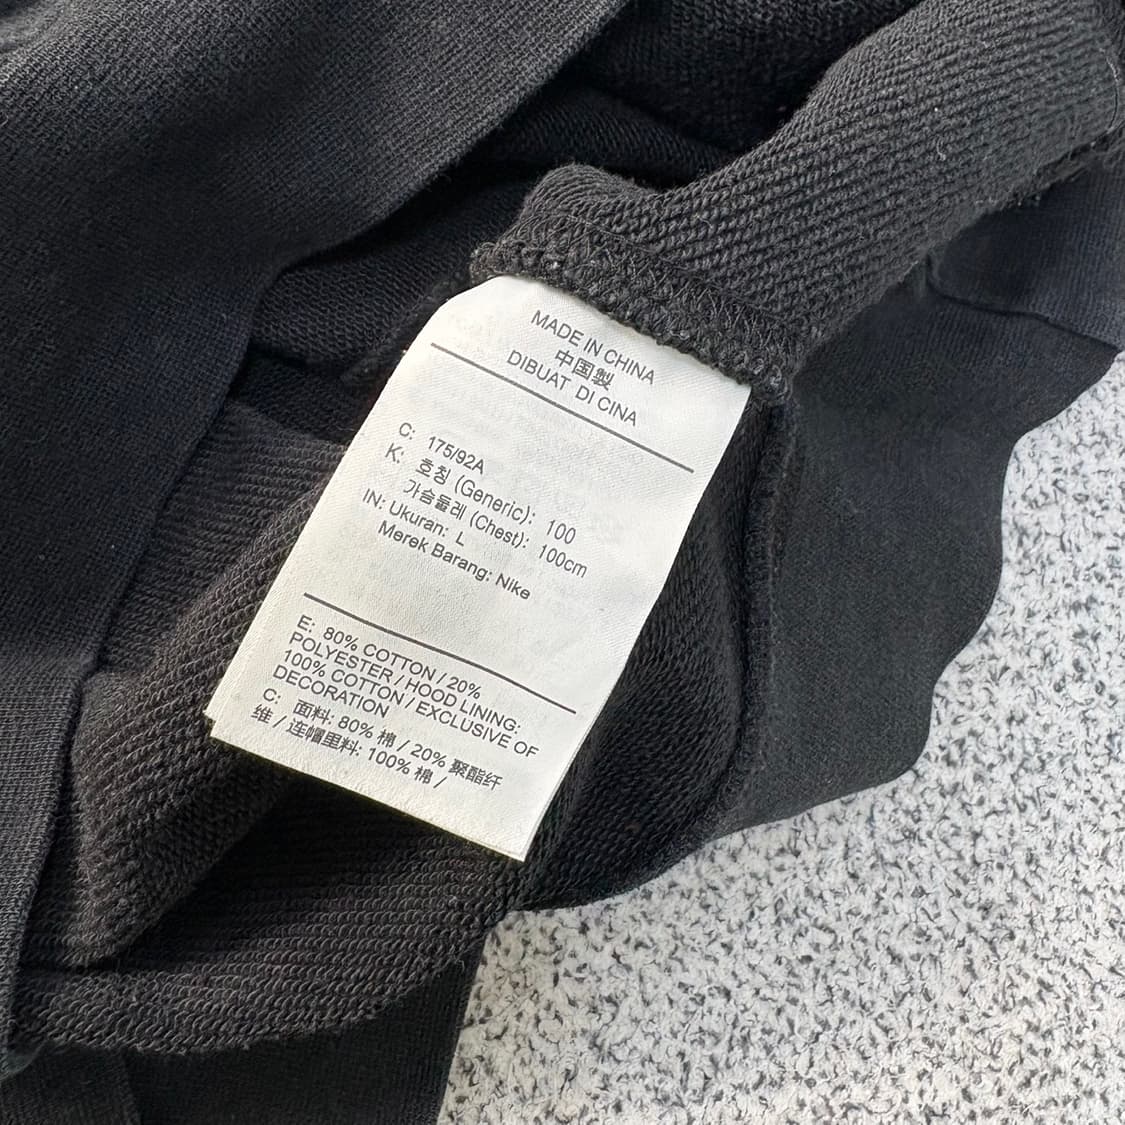 MADE IN CHINA
中国製
DIBUAT DI CINA
C: 175/92A
K: 호칭 (Generic): 100
가슴둘레 (Chest): 100cm
IN: Ukuran: L
Merek Barang: Nike
E: 80% COTTON / 20%
POLYESTER / HOOD LINING:
100% COTTON / EXCLUSIVE OF
DECORATION
C: 面料: 80% 棉 / 20% 聚酯纤
维 / 连帽里料: 100% 棉 /